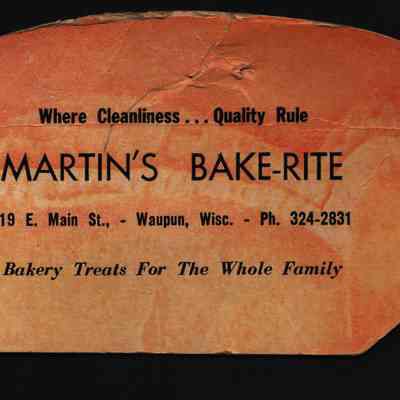 Where Cleanliness... Quality Rule
MARTIN'S BAKE-RITE
19 E. Main St., - Waupun, Wisc. - Ph. 324-2831
Bakery Treats For The Whole Family